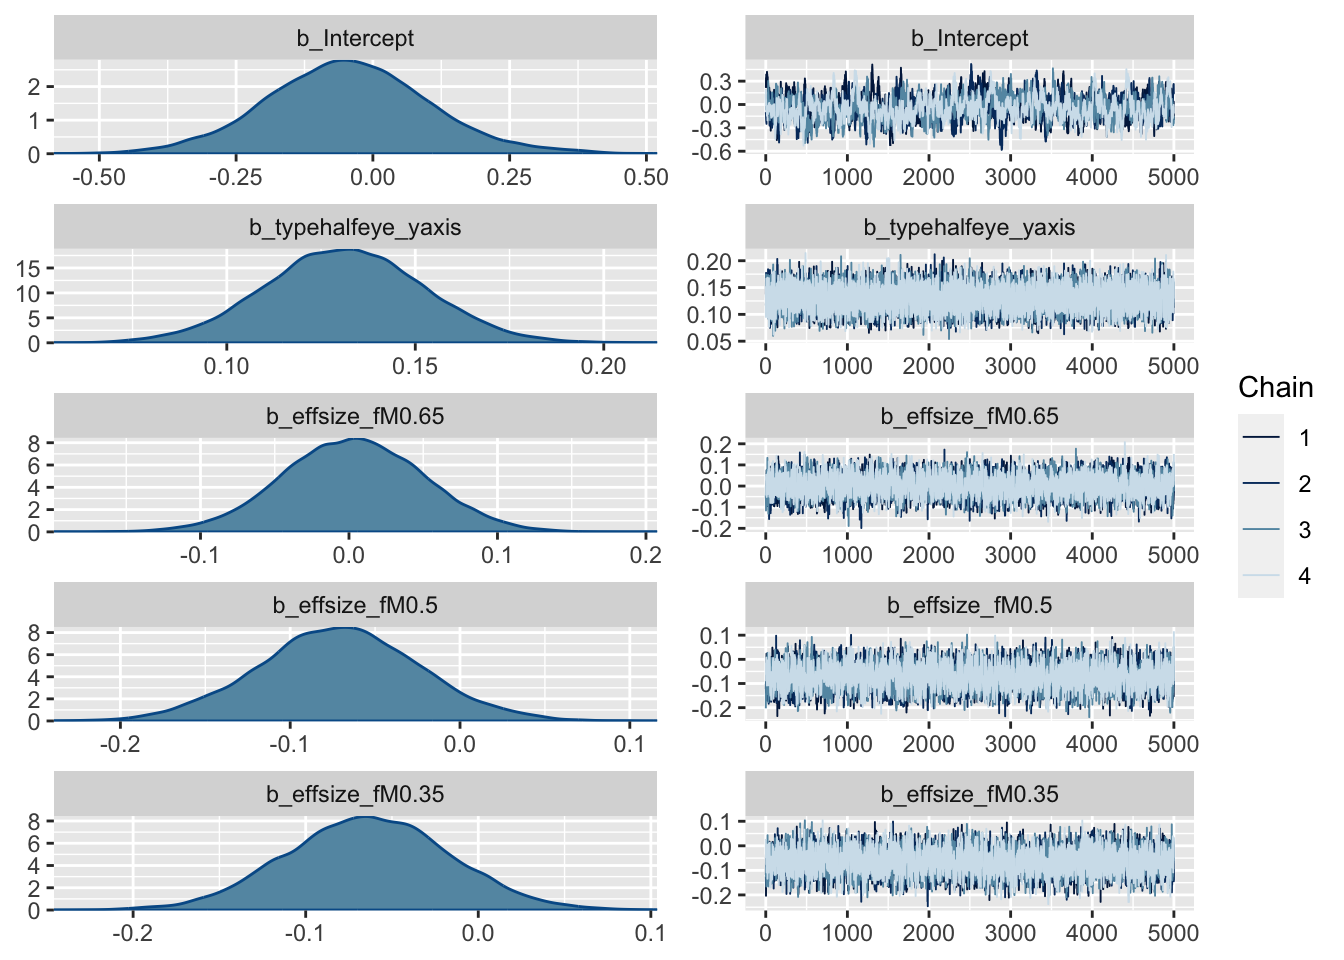 b_Intercept
2
1
0
-0.50 -0.25 0.00 0.25 0.50
b_Intercept
0.3
0.0
-0.3
-0.6
0 1000 2000 3000 4000 5000
b_typehalfeye_yaxis
15
10
5
0
0.10 0.15 0.20
b_typehalfeye_yaxis
0.20
0.15
0.10
0.05
0 1000 2000 3000 4000 5000
b_effsize_fM0.65
8
6
4
2
0
-0.1 0.0 0.1 0.2
b_effsize_fM0.65
0.2
0.1
0.0
-0.1
-0.2
0 1000 2000 3000 4000 5000
b_effsize_fM0.5
8
6
4
2
0
-0.2 -0.1 0.0 0.1
b_effsize_fM0.5
0.1
0.0
-0.1
-0.2
0 1000 2000 3000 4000 5000
b_effsize_fM0.35
8
6
4
2
0
-0.2 -0.1 0.0 0.1
b_effsize_fM0.35
0.1
0.0
-0.1
-0.2
0 1000 2000 3000 4000 5000
Chain
1
2
3
4